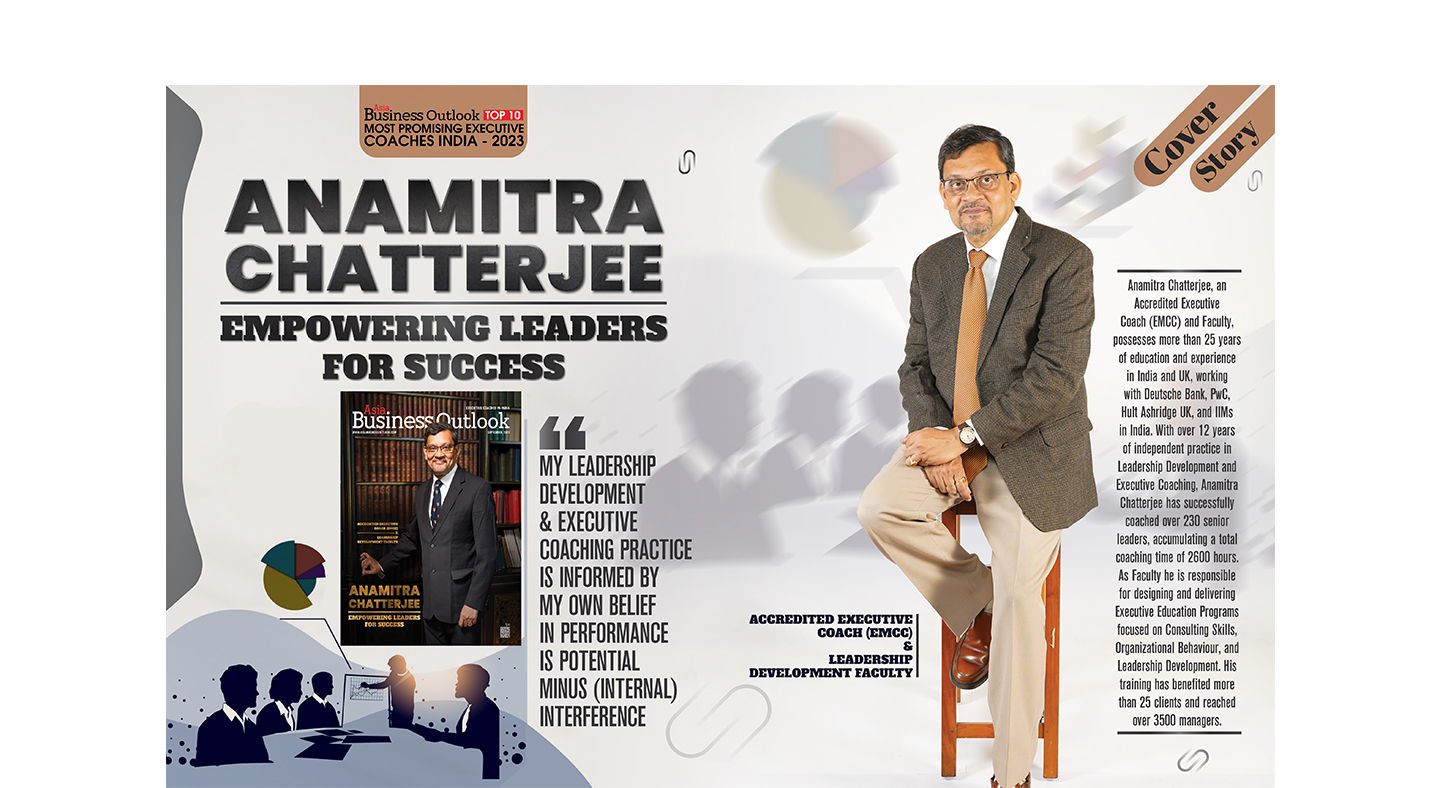 Asia
Business Outlook TOP 10
MOST PROMISING EXECUTIVE
COACHES INDIA - 2023
ANAMITRA
CHATTERJEE
EMPOWERING LEADERS
FOR SUCCESS
Asia
Business Outlook
ANAMITRA
CHATTERJEE
EMPOWERING LEADERS
FOR SUCCESS
MY LEADERSHIP
DEVELOPMENT
& EXECUTIVE
COACHING PRACTICE
IS INFORMED BY
MY OWN BELIEF
IN PERFORMANCE
IS POTENTIAL
MINUS (INTERNAL)
INTERFERENCE
ACCREDITED EXECUTIVE
COACH (EMCC)
&
LEADERSHIP
DEVELOPMENT FACULTY
Cover
Story
Anamitra Chatterjee, an
Accredited Executive
Coach (EMCC) and Faculty,
possesses more than 25 years
of education and experience
in India and UK, working
with Deutsche Bank, PwC,
Hult Ashridge UK, and IIMs
in India. With over 12 years
of independent practice in
Leadership Development and
Executive Coaching, Anamitra
Chatterjee has successfully
coached over 230 senior
leaders, accumulating a total
coaching time of 2600 hours.
As Faculty he is responsible
for designing and delivering
Executive Education Programs
focused on Consulting Skills,
Organizational Behaviour, and
Leadership Development. His
training has benefited more
than 25 clients and reached
over 3500 managers.